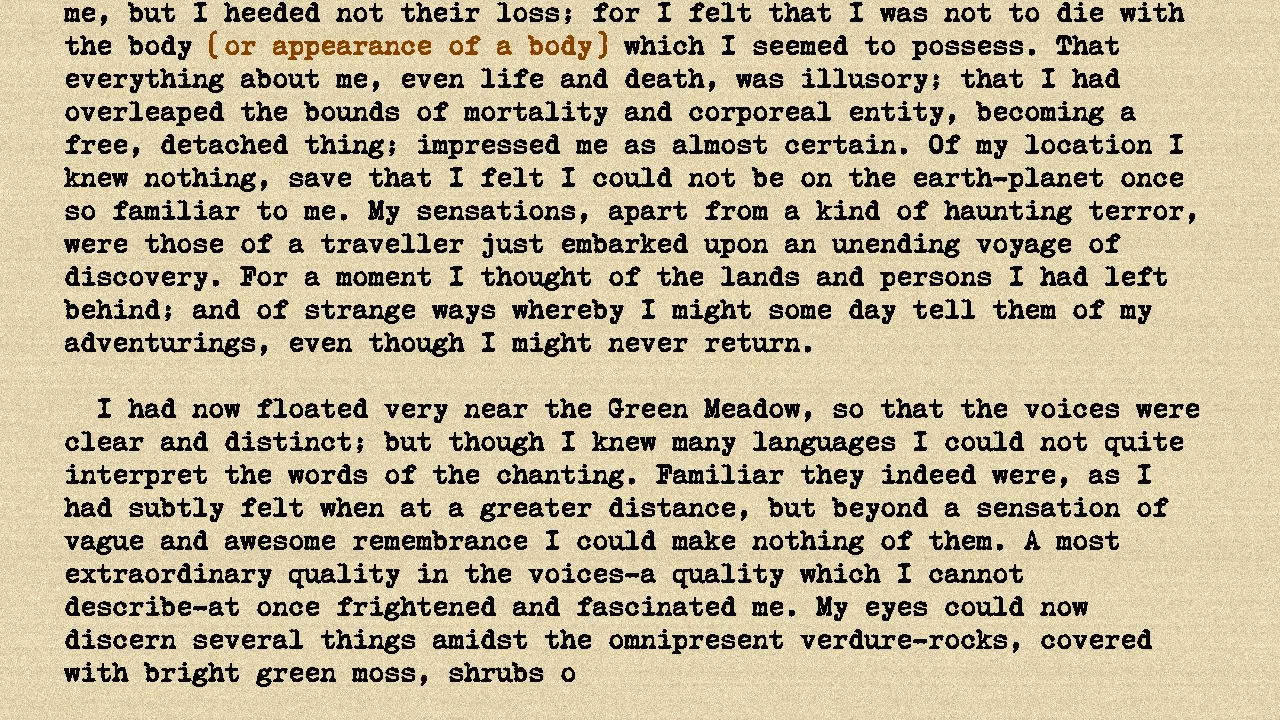 me, but I heeded not their loss; for I felt that I was not to die with
the body (or appearance of a body) which I seemed to possess. That
everything about me, even life and death, was illusory; that I had
overleaped the bounds of mortality and corporeal entity, becoming a
free, detached thing; impressed me as almost certain. Of my location I
knew nothing, save that I felt I could not be on the earth-planet once
so familiar to me. My sensations, apart from a kind of haunting terror,
were those of a traveller just embarked upon an unending voyage of
discovery. For a moment I thought of the lands and persons I had left
behind; and of strange ways whereby I might some day tell them of my
adventurings, even though I might never return.
I had now floated very near the Green Meadow, so that the voices were
clear and distinct; but though I knew many languages I could not quite
interpret the words of the chanting. Familiar they indeed were, as I
had subtly felt when at a greater distance, but beyond a sensation of
vague and awesome remembrance I could make nothing of them. A most
extraordinary quality in the voices-a quality which I cannot
describe-at once frightened and fascinated me. My eyes could now
discern several things amidst the omnipresent verdure-rocks, covered
with bright green moss, shrubs o